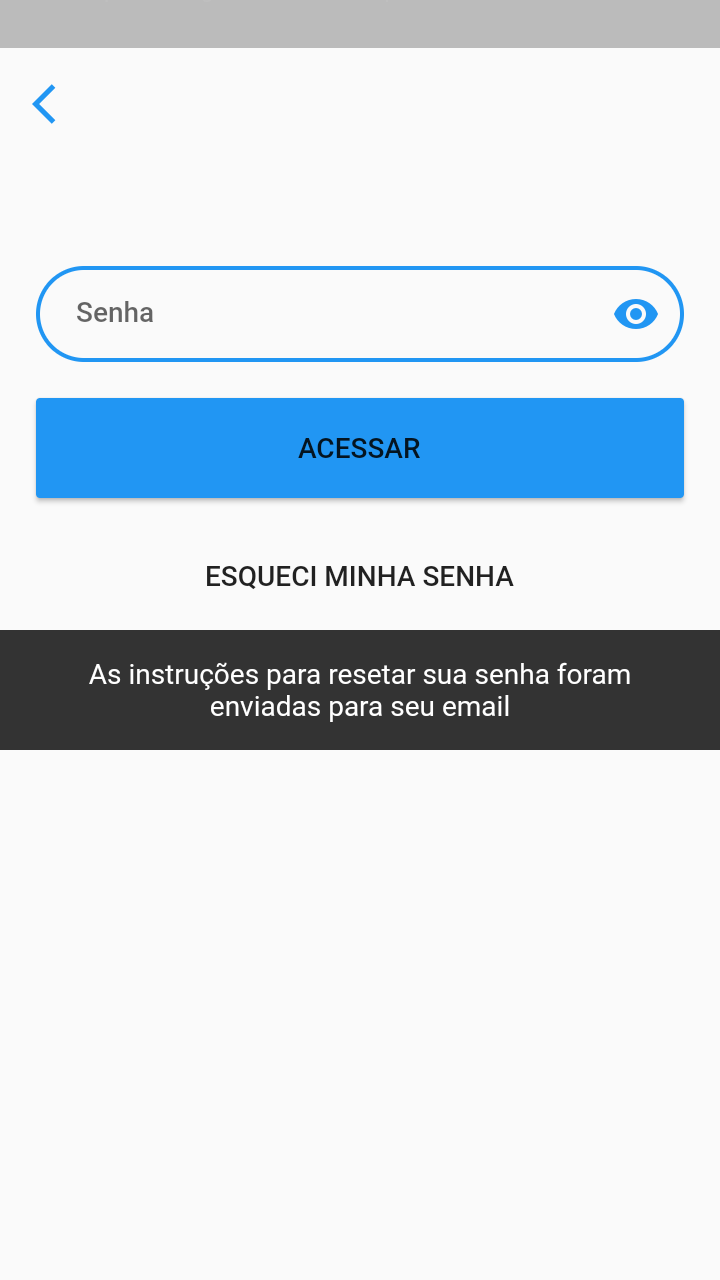 Senha
ACESSAR
ESQUECI MINHA SENHA
As instruções para resetar sua senha foram
enviadas para seu email